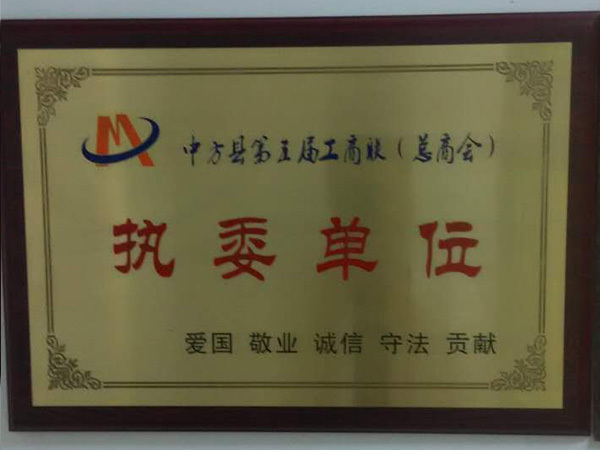 中方县第五届工商联（总商会）
执委单位
爱国 敬业 诚信 守法 贡献